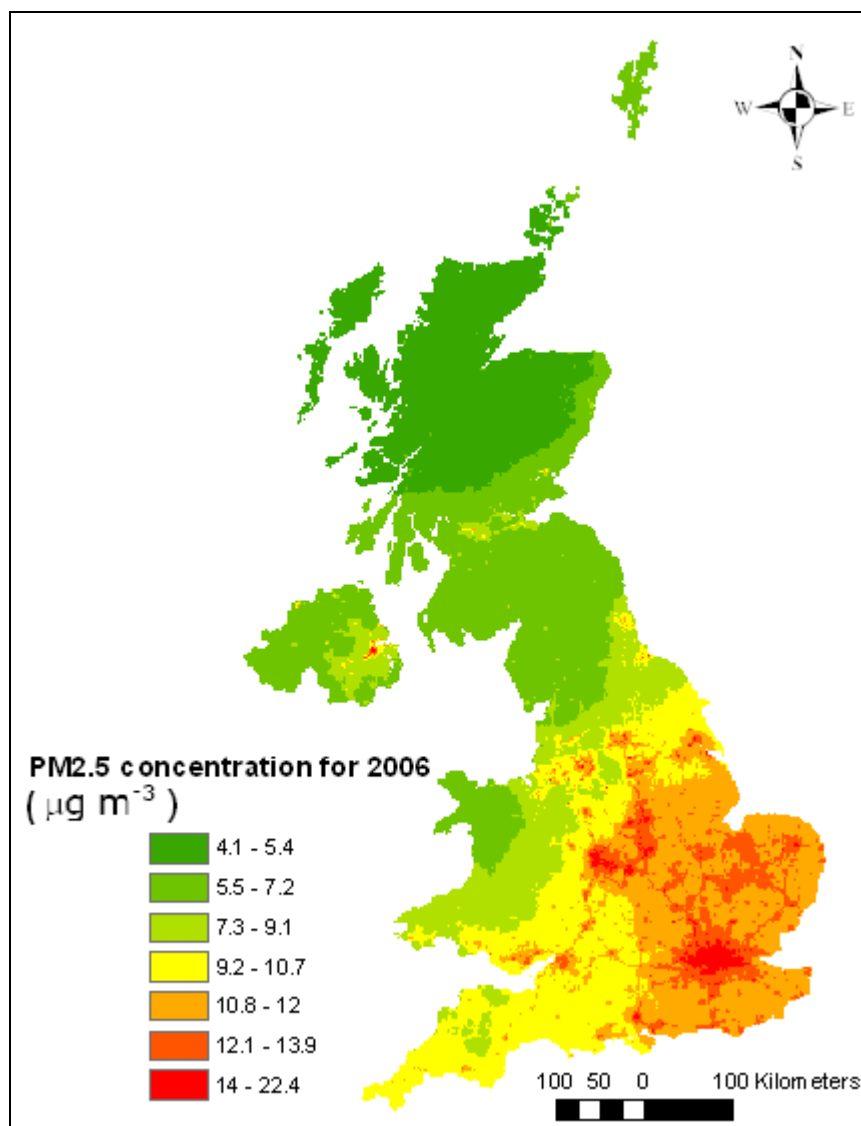 N
W E
S
PM2.5 concentration for 2006
( μg m⁻³ )
4.1 - 5.4
5.5 - 7.2
7.3 - 9.1
9.2 - 10.7
10.8 - 12
12.1 - 13.9
14 - 22.4
100 50 0 100 Kilometers